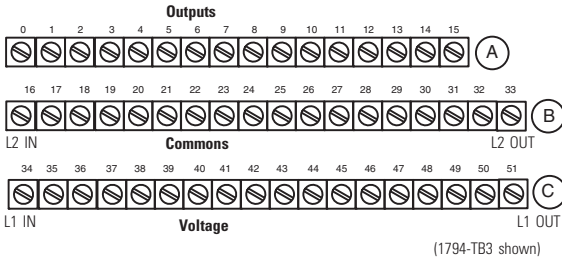 Outputs
0 1 2 3 4 5 6 7 8 9 10 11 12 13 14 15
A
16 17 18 19 20 21 22 23 24 25 26 27 28 29 30 31 32 33
B
L2 IN Commons L2 OUT
34 35 36 37 38 39 40 41 42 43 44 45 46 47 48 49 50 51
C
L1 IN Voltage L1 OUT
(1794-TB3 shown)